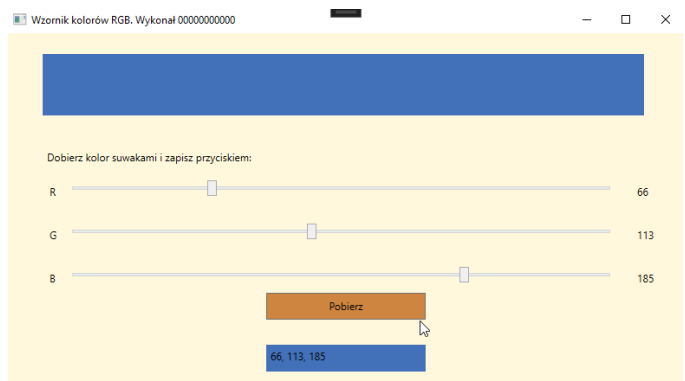 Wzornik kolorów RGB. Wykonał 00000000000
Dobierz kolor suwakami i zapisz przyciskiem:
R 66
G 113
B 185
Pobierz
66, 113, 185